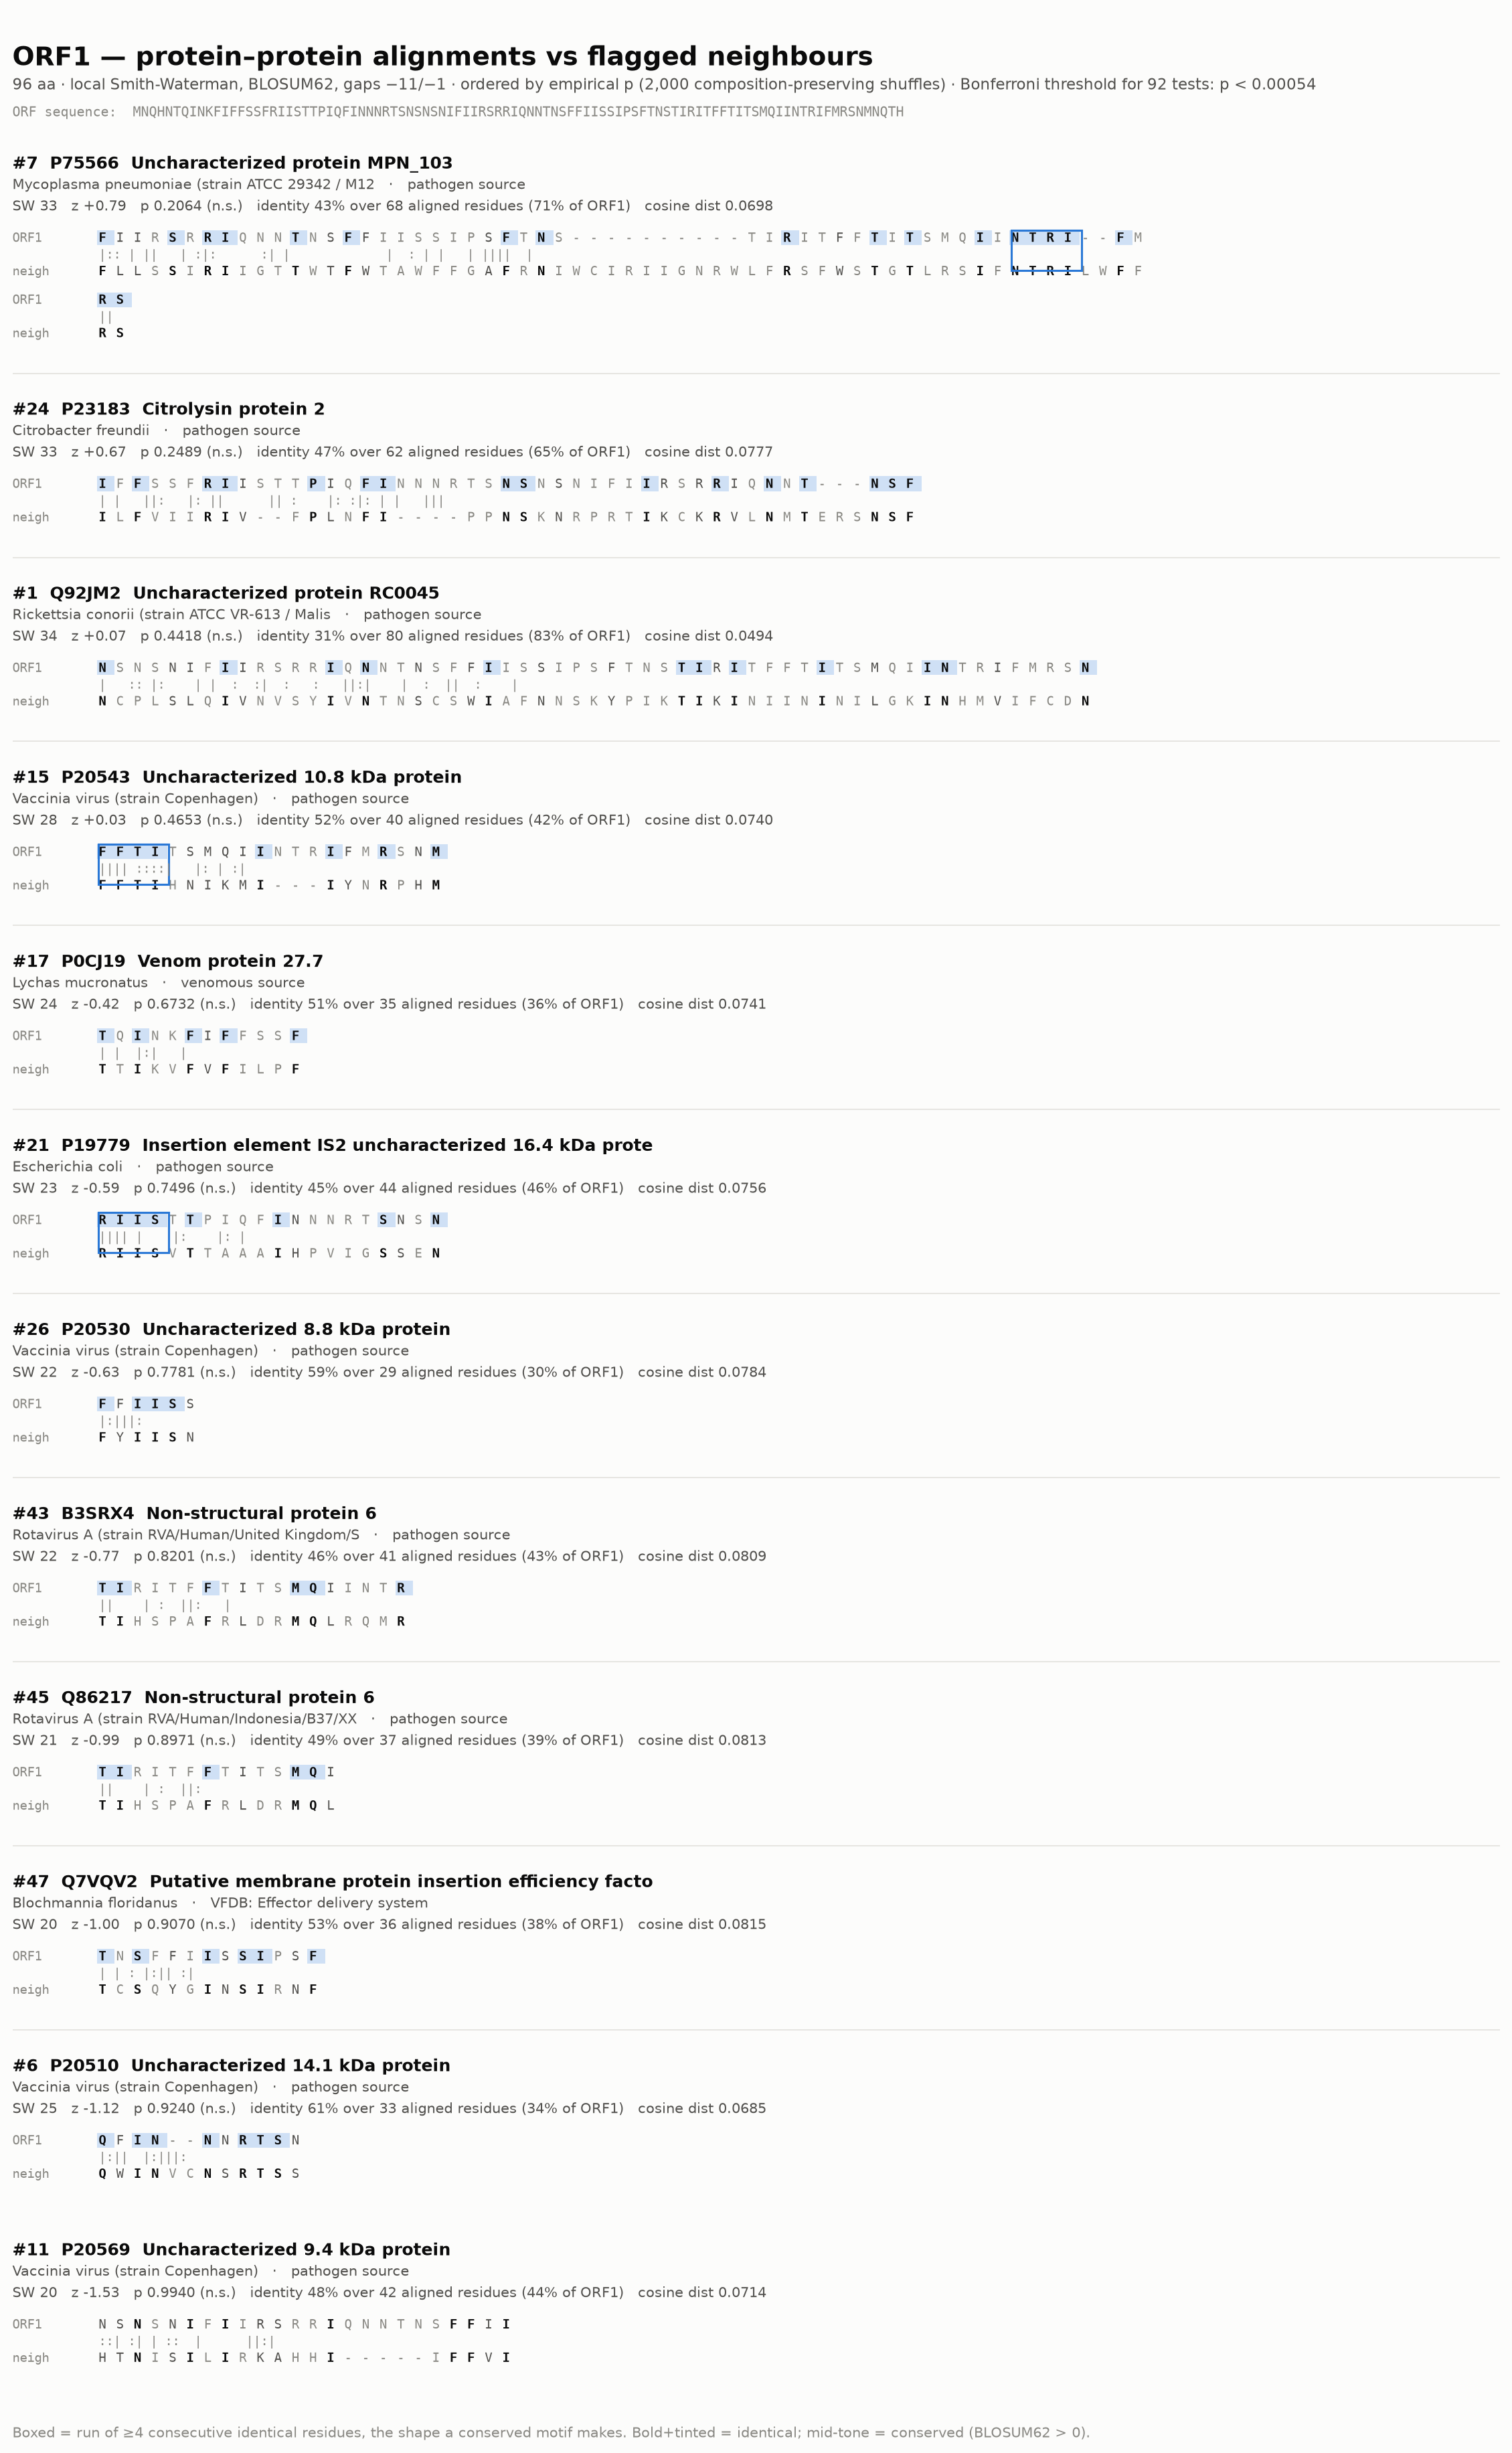 ORF1 — protein–protein alignments vs flagged neighbours
96 aa · local Smith-Waterman, BLOSUM62, gaps −11/−1 · ordered by empirical p (2,000 composition-preserving shuffles) · Bonferroni threshold for 92 tests: p < 0.00054
ORF sequence: MNQHNTQINKFIFFSSFRIISTTPIQFINNNRTSNSNSNIFIIRSRRIQNNTNSFFIISSIPSFTNSTIRITFFTITSMQIINTRIFMRSNMNQTH
#7 P75566 Uncharacterized protein MPN_103
Mycoplasma pneumoniae (strain ATCC 29342 / M12 · pathogen source
SW 33 z +0.79 p 0.2064 (n.s.) identity 43% over 68 aligned residues (71% of ORF1) cosine dist 0.0698
ORF1 F I I R S R R I Q N N T N S F F I I S S I P S F T N S - - - - - - - - - - T I R I T F F T I T S M Q I I N T R I - - F M
|:: | || | :|: :| | | : | | | |||| |
neigh F L L S S I R I I G T T W T F W T A W F F G A F R N I W C I R I I G N R W L F R S F W S T G T L R S I F N T R I L W F F
ORF1 R S
||
neigh R S
#24 P23183 Citrolysin protein 2
Citrobacter freundii · pathogen source
SW 33 z +0.67 p 0.2489 (n.s.) identity 47% over 62 aligned residues (65% of ORF1) cosine dist 0.0777
ORF1 I F F S S F R I I S T T P I Q F I N N N R T S N S N S N I F I I R S R R I Q N N T - - - N S F
| | ||: |: || || : |: :|: | | |||
neigh I L F V I I R I V - - F P L N F I - - - - P P N S K N R P R T I K C K R V L N M T E R S N S F
#1 Q92JM2 Uncharacterized protein RC0045
Rickettsia conorii (strain ATCC VR-613 / Malis · pathogen source
SW 34 z +0.07 p 0.4418 (n.s.) identity 31% over 80 aligned residues (83% of ORF1) cosine dist 0.0494
ORF1 N S N S N I F I I R S R R I Q N N T N S F F I I S S I P S F T N S T I R I T F F T I T S M Q I I N T R I F M R S N
| :: |: | | : :| : : ||:| | : || : |
neigh N C P L S L Q I V N V S Y I V N T N S C S W I A F N N S K Y P I K T I K I N I I N I N I L G K I N H M V I F C D N
#15 P20543 Uncharacterized 10.8 kDa protein
Vaccinia virus (strain Copenhagen) · pathogen source
SW 28 z +0.03 p 0.4653 (n.s.) identity 52% over 40 aligned residues (42% of ORF1) cosine dist 0.0740
ORF1 F F T I T S M Q I I N T R I F M R S N M
|||| ::::| |: | :|
neigh F F T I H N I K M I - - - I Y N R P H M
#17 P0CJ19 Venom protein 27.7
Lychas mucronatus · venomous source
SW 24 z -0.42 p 0.6732 (n.s.) identity 51% over 35 aligned residues (36% of ORF1) cosine dist 0.0741
ORF1 T Q I N K F I F F S S F
| | |:| |
neigh T T I K V F V F I L P F
#21 P19779 Insertion element IS2 uncharacterized 16.4 kDa prote
Escherichia coli · pathogen source
SW 23 z -0.59 p 0.7496 (n.s.) identity 45% over 44 aligned residues (46% of ORF1) cosine dist 0.0756
ORF1 R I I S T T P I Q F I N N N R T S N S N
|||| | |: |: |
neigh R I I S V T T A A A I H P V I G S S E N
#26 P20530 Uncharacterized 8.8 kDa protein
Vaccinia virus (strain Copenhagen) · pathogen source
SW 22 z -0.63 p 0.7781 (n.s.) identity 59% over 29 aligned residues (30% of ORF1) cosine dist 0.0784
ORF1 F F I I S S
|:|||:
neigh F Y I I S N
#43 B3SRX4 Non-structural protein 6
Rotavirus A (strain RVA/Human/United Kingdom/S · pathogen source
SW 22 z -0.77 p 0.8201 (n.s.) identity 46% over 41 aligned residues (43% of ORF1) cosine dist 0.0809
ORF1 T I R I T F F T I T S M Q I I N T R
|| | : ||: |
neigh T I H S P A F R L D R M Q L R Q M R
#45 Q86217 Non-structural protein 6
Rotavirus A (strain RVA/Human/Indonesia/B37/XX · pathogen source
SW 21 z -0.99 p 0.8971 (n.s.) identity 49% over 37 aligned residues (39% of ORF1) cosine dist 0.0813
ORF1 T I R I T F F T I T S M Q I
|| | : ||:
neigh T I H S P A F R L D R M Q L
#47 Q7VQV2 Putative membrane protein insertion efficiency facto
Blochmannia floridanus · VFDB: Effector delivery system
SW 20 z -1.00 p 0.9070 (n.s.) identity 53% over 36 aligned residues (38% of ORF1) cosine dist 0.0815
ORF1 T N S F F I I S S I P S F
| | : |:|| :|
neigh T C S Q Y G I N S I R N F
#6 P20510 Uncharacterized 14.1 kDa protein
Vaccinia virus (strain Copenhagen) · pathogen source
SW 25 z -1.12 p 0.9240 (n.s.) identity 61% over 33 aligned residues (34% of ORF1) cosine dist 0.0685
ORF1 Q F I N - - N N R T S N
|:|| |:|||:
neigh Q W I N V C N S R T S S
#11 P20569 Uncharacterized 9.4 kDa protein
Vaccinia virus (strain Copenhagen) · pathogen source
SW 20 z -1.53 p 0.9940 (n.s.) identity 48% over 42 aligned residues (44% of ORF1) cosine dist 0.0714
ORF1 N S N S N I F I I R S R R I Q N N T N S F F I I
::| :| | :: | ||:|
neigh H T N I S I L I R K A H H I - - - - - I F F V I
Boxed = run of ≥4 consecutive identical residues, the shape a conserved motif makes. Bold+tinted = identical; mid-tone = conserved (BLOSUM62 > 0).